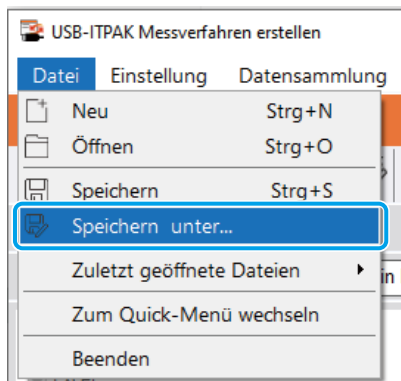 USB-ITPAK Messverfahren erstellen
Datei Einstellung Datensammlung
Neu Strg+N
Öffnen Strg+O
Speichern Strg+S
Speichern unter...
Zuletzt geöffnete Dateien
in
Zum Quick-Menü wechseln
Beenden